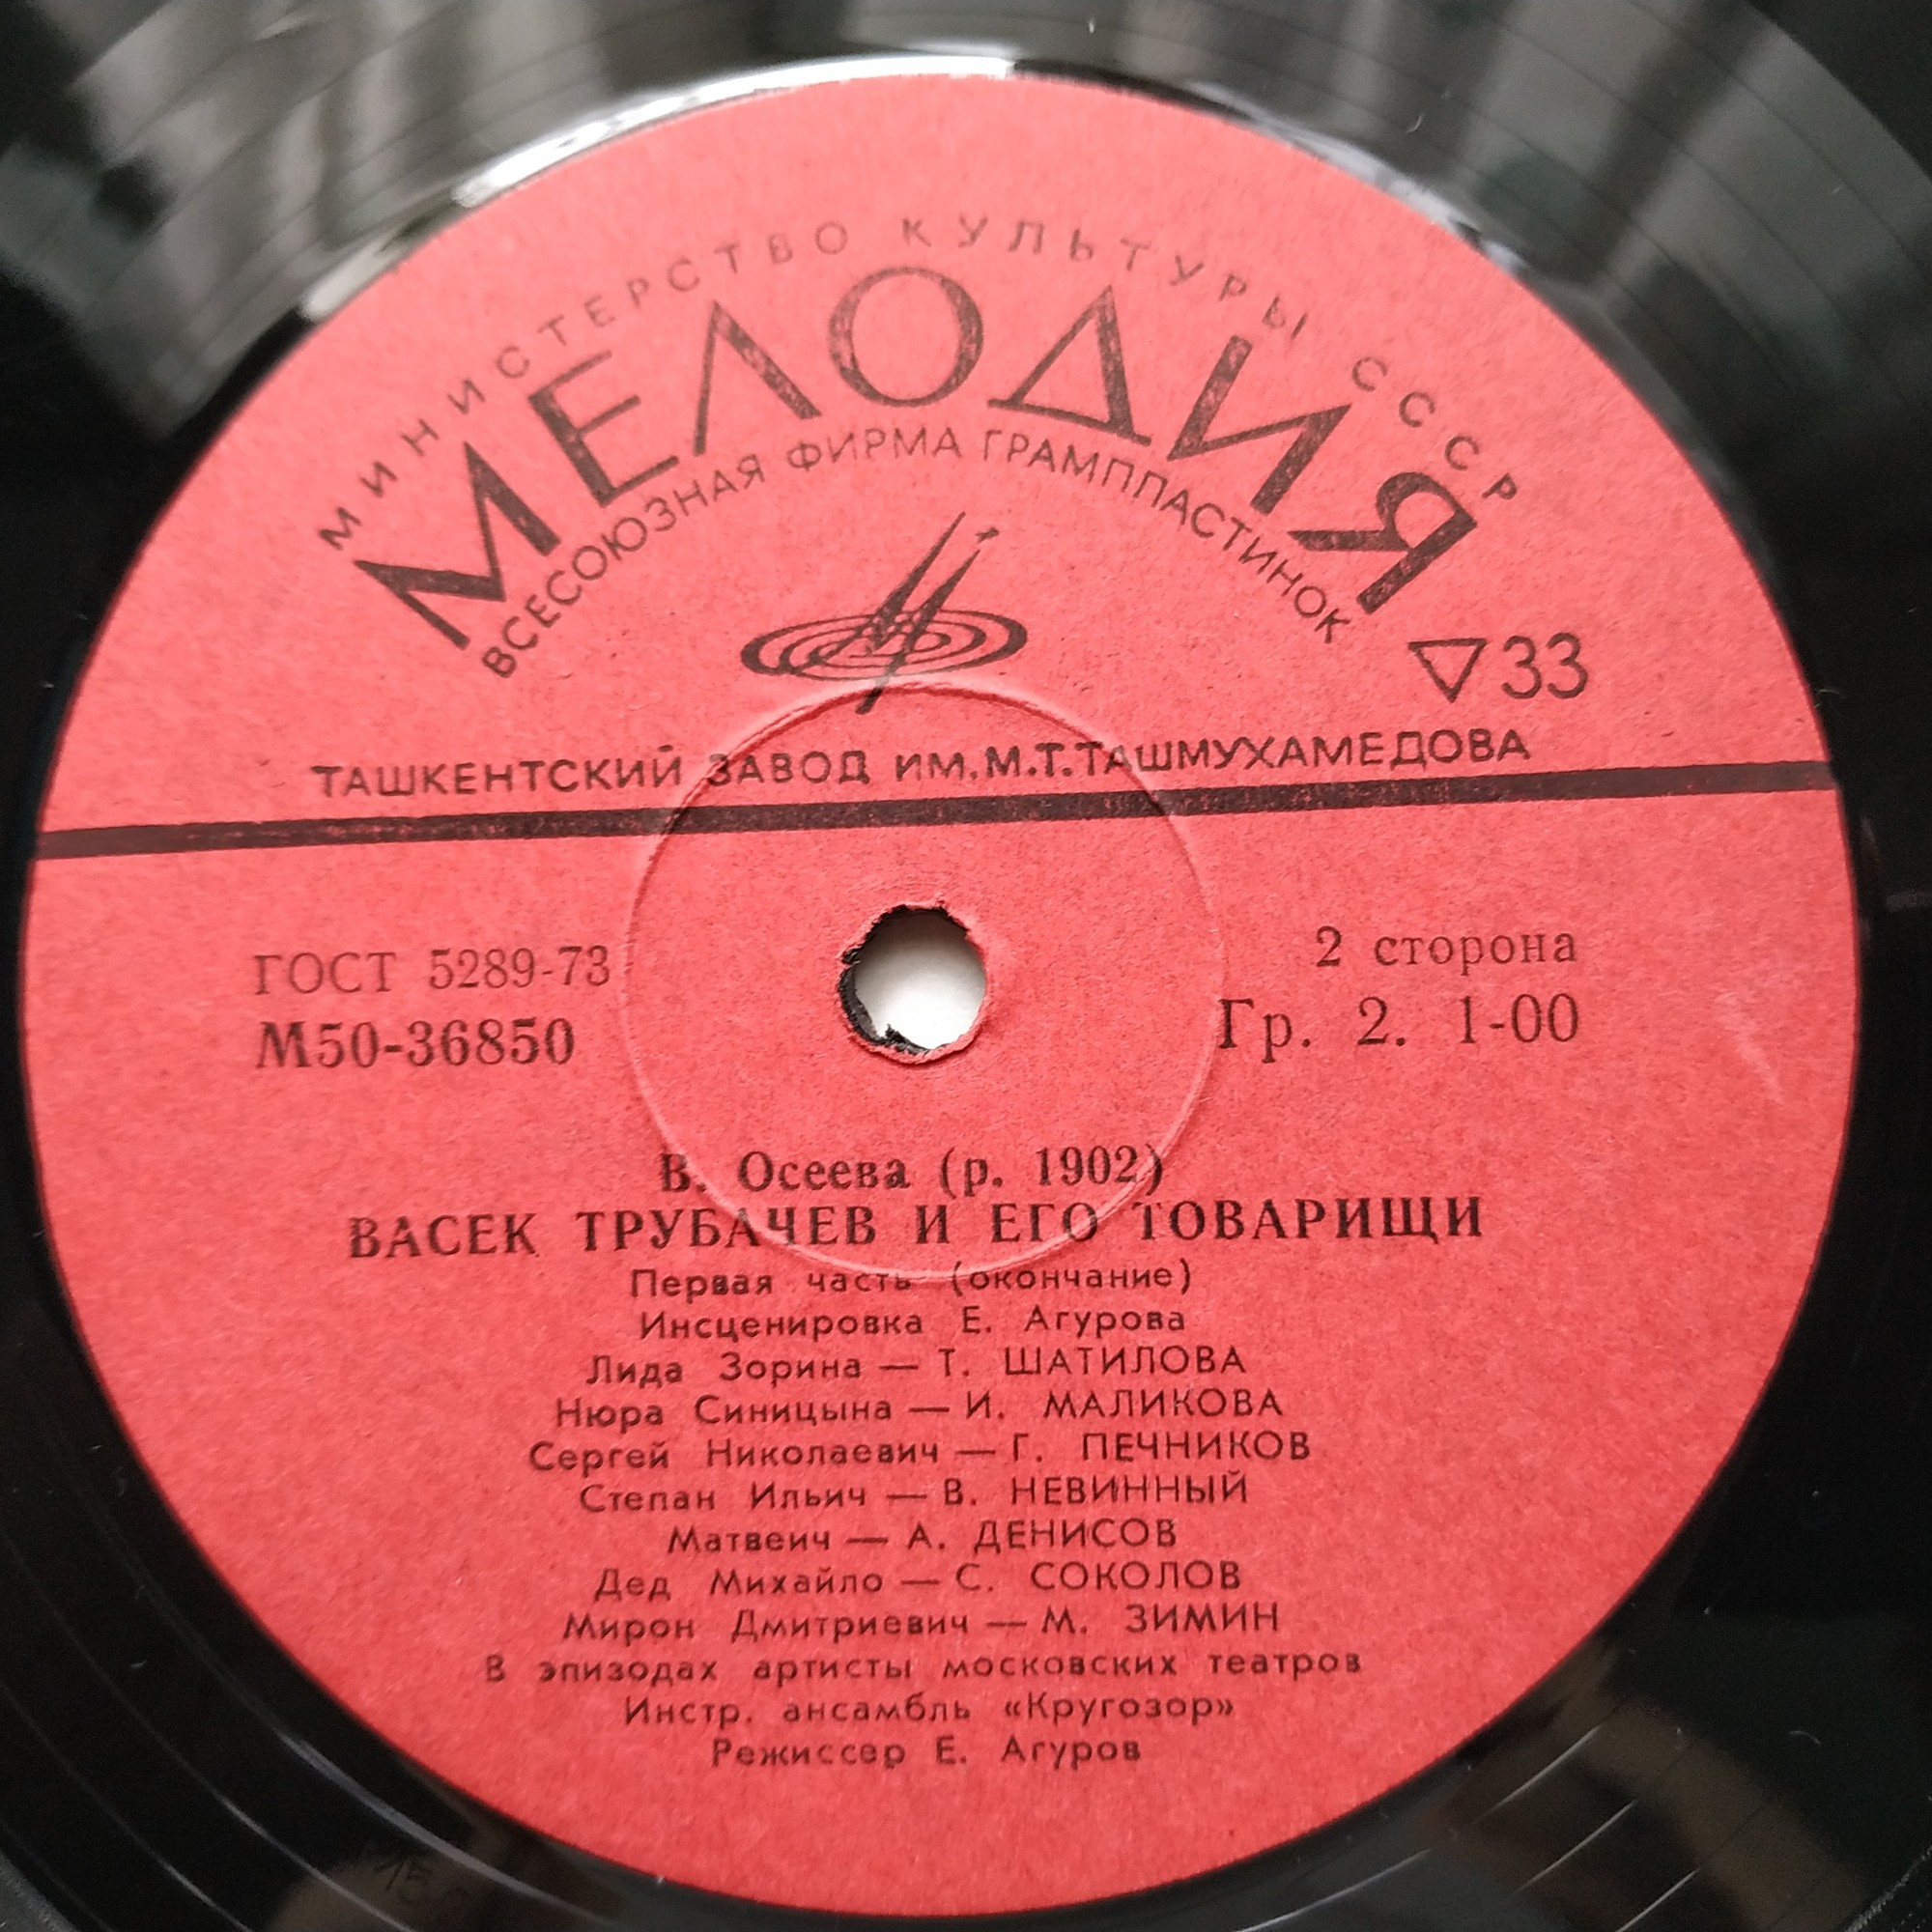 МИНИСТЕРСТВО КУЛЬТУРЫ СССР
МЕЛОДИЯ
ВСЕСОЮЗНАЯ ФИРМА ГРАМПЛАСТИНОК
33
ТАШКЕНТСКИЙ ЗАВОД ИМ.М.Т.ТАШМУХАМЕДОВА
ГОСТ 5289-73
М50-36850
2 сторона
Гр. 2. 1-00
В. Осеева (р. 1902)
ВАСЕК ТРУБАЧЕВ И ЕГО ТОВАРИЩИ
Первая часть (окончание)
Инсценировка Е. Агурова
Лида Зорина — Т. ШАТИЛОВА
Нюра Синицына — И. МАЛИКОВА
Сергей Николаевич — Г. ПЕЧНИКОВ
Степан Ильич — В. НЕВИННЫЙ
Матвеич — А. ДЕНИСОВ
Дед Михайло — С. СОКОЛОВ
Мирон Дмитриевич — М. ЗИМИН
В эпизодах артисты московских театров
Инстр. ансамбль «Кругозор»
Режиссер Е. Агуров